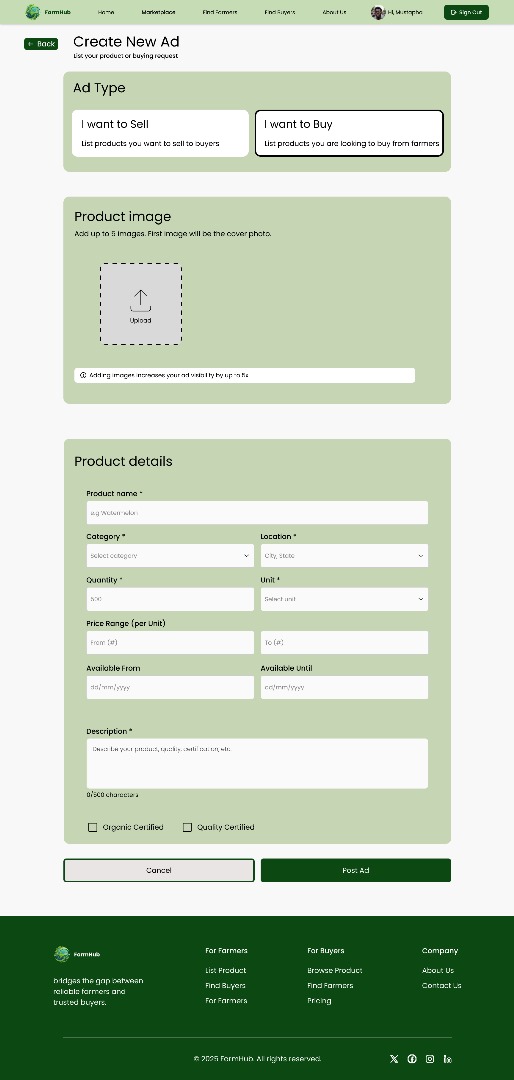 FarmHub
Home
Marketplace
Find Farmers
Find Buyers
About Us
Hi, Mustapha
Sign Out
← Back
Create New Ad
List your product or buying request
Ad Type
I want to Sell
List products you want to sell to buyers
I want to Buy
List products you are looking to buy from farmers
Product image
Add up to 5 images. First image will be the cover photo.
Upload
Adding images increases your ad visibility by up to 5x
Product details
Product name *
e.g Watermelon
Category *
Location *
Select category
City, State
Quantity *
Unit *
500
Select unit
Price Range (per Unit)
From (#)
To (#)
Available From
Available Until
dd/mm/yyyy
dd/mm/yyyy
Description *
Describe your product, quality, certification, etc
0/500 characters
Organic Certified
Quality Certified
Cancel
Post Ad
FarmHub
bridges the gap between
reliable farmers and
trusted buyers.
For Farmers
List Product
Find Buyers
For Farmers
For Buyers
Browse Product
Find Farmers
Pricing
Company
About Us
Contact Us
© 2025 FarmHub. All rights reserved.